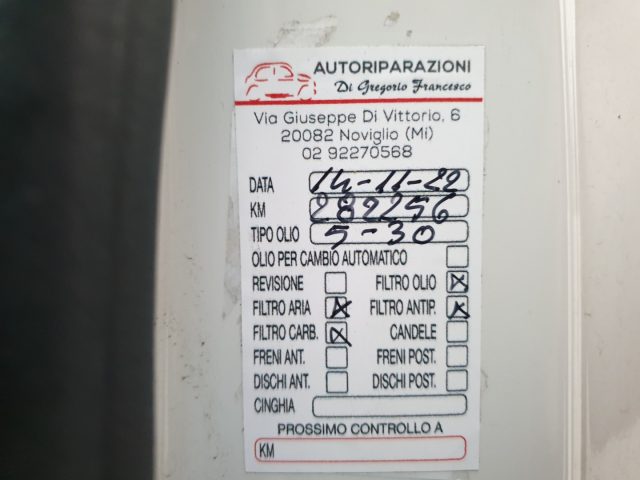 AUTORIPARAZIONI
Di Gregorio Francesco
Via Giuseppe Di Vittorio, 6
20082 Noviglio (Mi)
02 92270568
DATA 14-11-22
KM 282256
TIPO OLIO 5-30
OLIO PER CAMBIO AUTOMATICO
REVISIONE FILTRO OLIO X
FILTRO ARIA X FILTRO ANTIP. X
FILTRO CARB. X CANDELE
FRENI ANT. FRENI POST.
DISCHI ANT. DISCHI POST.
CINGHIA
PROSSIMO CONTROLLO A
KM